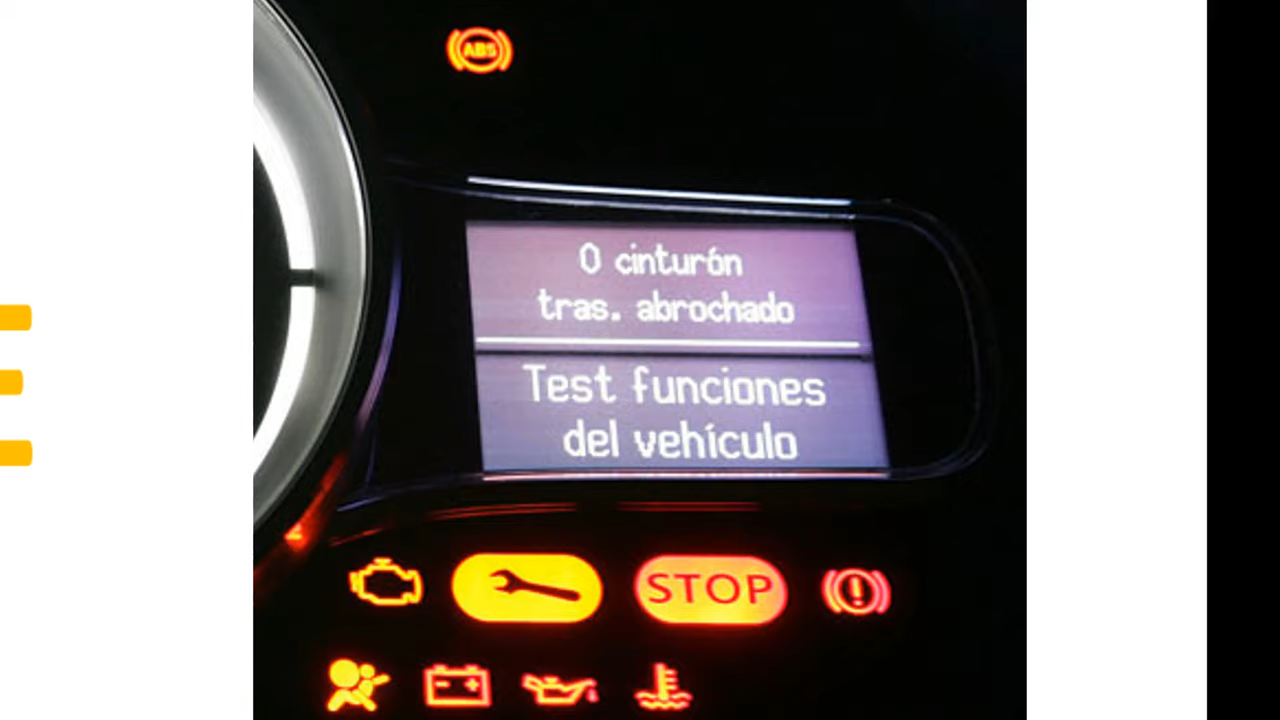 ABS
0 cinturón
tras. abrochado
Test funciones
del vehículo
STOP